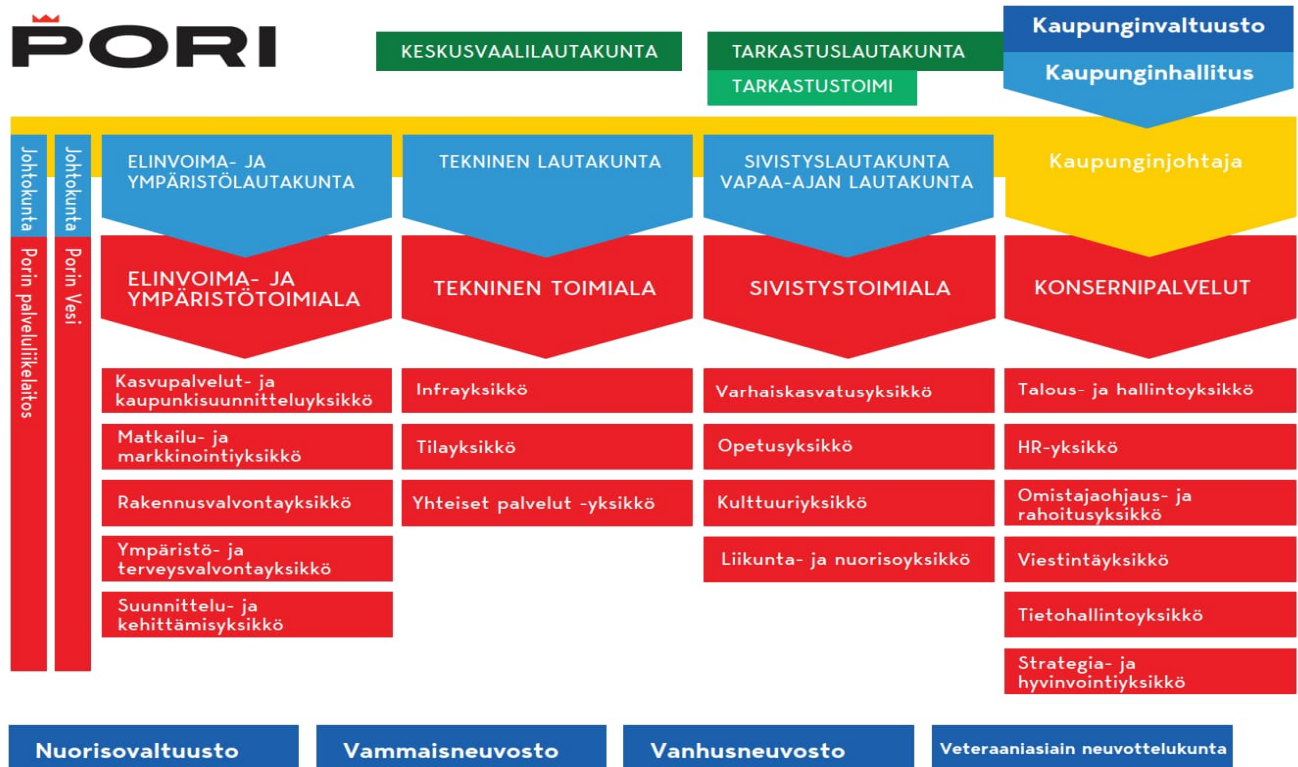 PORI
KESKUSVAALILAUTAKUNTA
TARKASTUSLAUTAKUNTA
TARKASTUSTOIMI
Kaupunginvaltuusto
Kaupunginhallitus
Kaupunginjohtaja
Johtokunta
Porin palveluliikelaitos
Johtokunta
Porin Vesi
ELINVOIMA- JA
YMPÄRISTÖLAUTAKUNTA
ELINVOIMA- JA
YMPÄRISTÖTOIMIALA
Kasvupalvelut- ja
kaupunkisuunnitteluyksikkö
Matkailu- ja
markkinointiyksikkö
Rakennusvalvontayksikkö
Ympäristö- ja
terveysvalvontayksikkö
Suunnittelu- ja
kehittämisyksikkö
TEKNINEN LAUTAKUNTA
TEKNINEN TOIMIALA
Infrayksikkö
Tilayksikkö
Yhteiset palvelut -yksikkö
SIVISTYSLAUTAKUNTA
VAPAA-AJAN LAUTAKUNTA
SIVISTYSTOIMIALA
Varhaiskasvatusyksikkö
Opetusyksikkö
Kulttuuriyksikkö
Liikunta- ja nuorisoyksikkö
KONSERNIPALVELUT
Talous- ja hallintoyksikkö
HR-yksikkö
Omistajaohjaus- ja
rahoitusyksikkö
Viestintäyksikkö
Tietohallintoyksikkö
Strategia- ja
hyvinvointiyksikkö
Nuorisovaltuusto
Vammaisneuvosto
Vanhusneuvosto
Veteraaniasiain neuvottelukunta